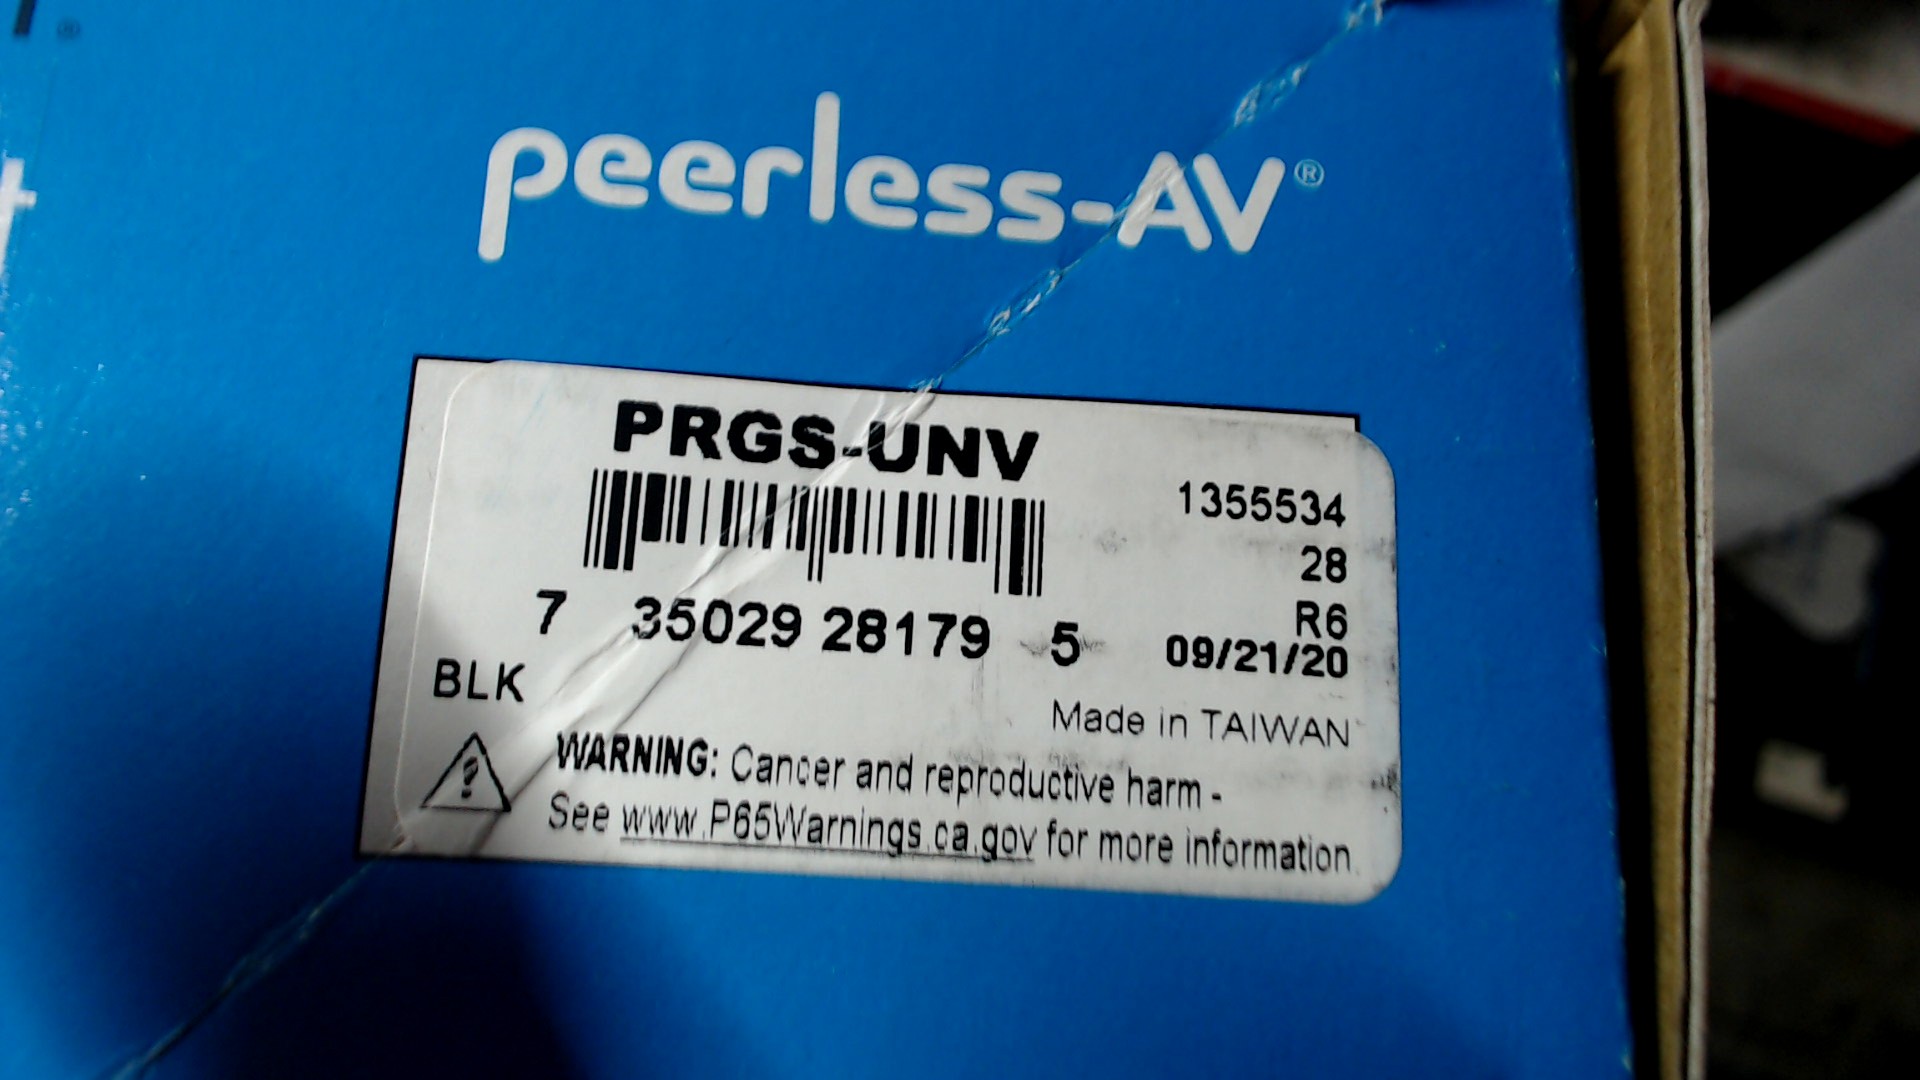 peerless-AV®
PRGS-UNV
1355534
28
R6
7 35029 28179 5
09/21/20
BLK
Made in TAIWAN
WARNING: Cancer and reproductive harm -
See www.P65Warnings.ca.gov for more information